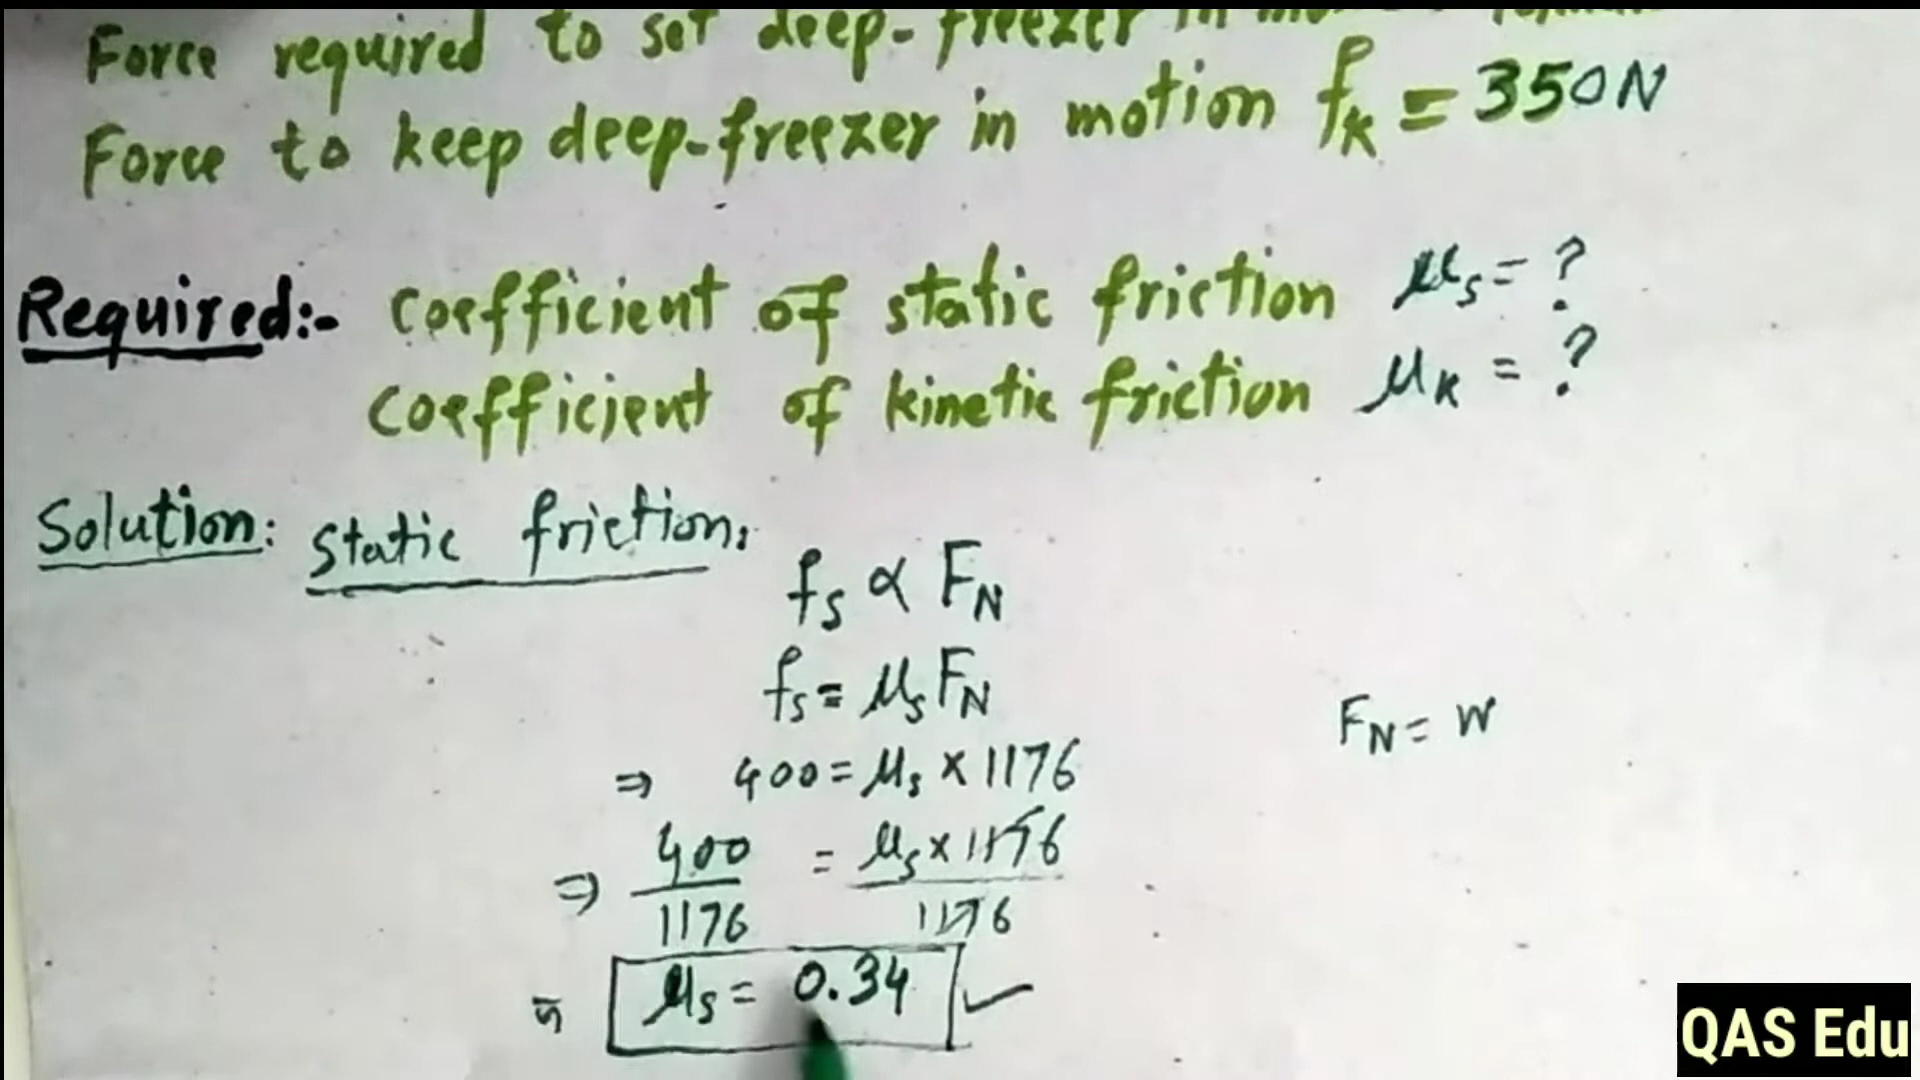 Force required to set deep-freezer in
Force to keep deep-freezer in motion fK = 350N
Required:- Coefficient of static friction μs = ?
Coefficient of kinetic friction μK = ?
Solution: Static friction:
fs ∝ FN
fs = μs FN
FN = W
⇒ 400 = μs × 1176
⇒ 400/1176 = μs × 1176/1176
⇒ μs = 0.34 ✓
QAS Edu